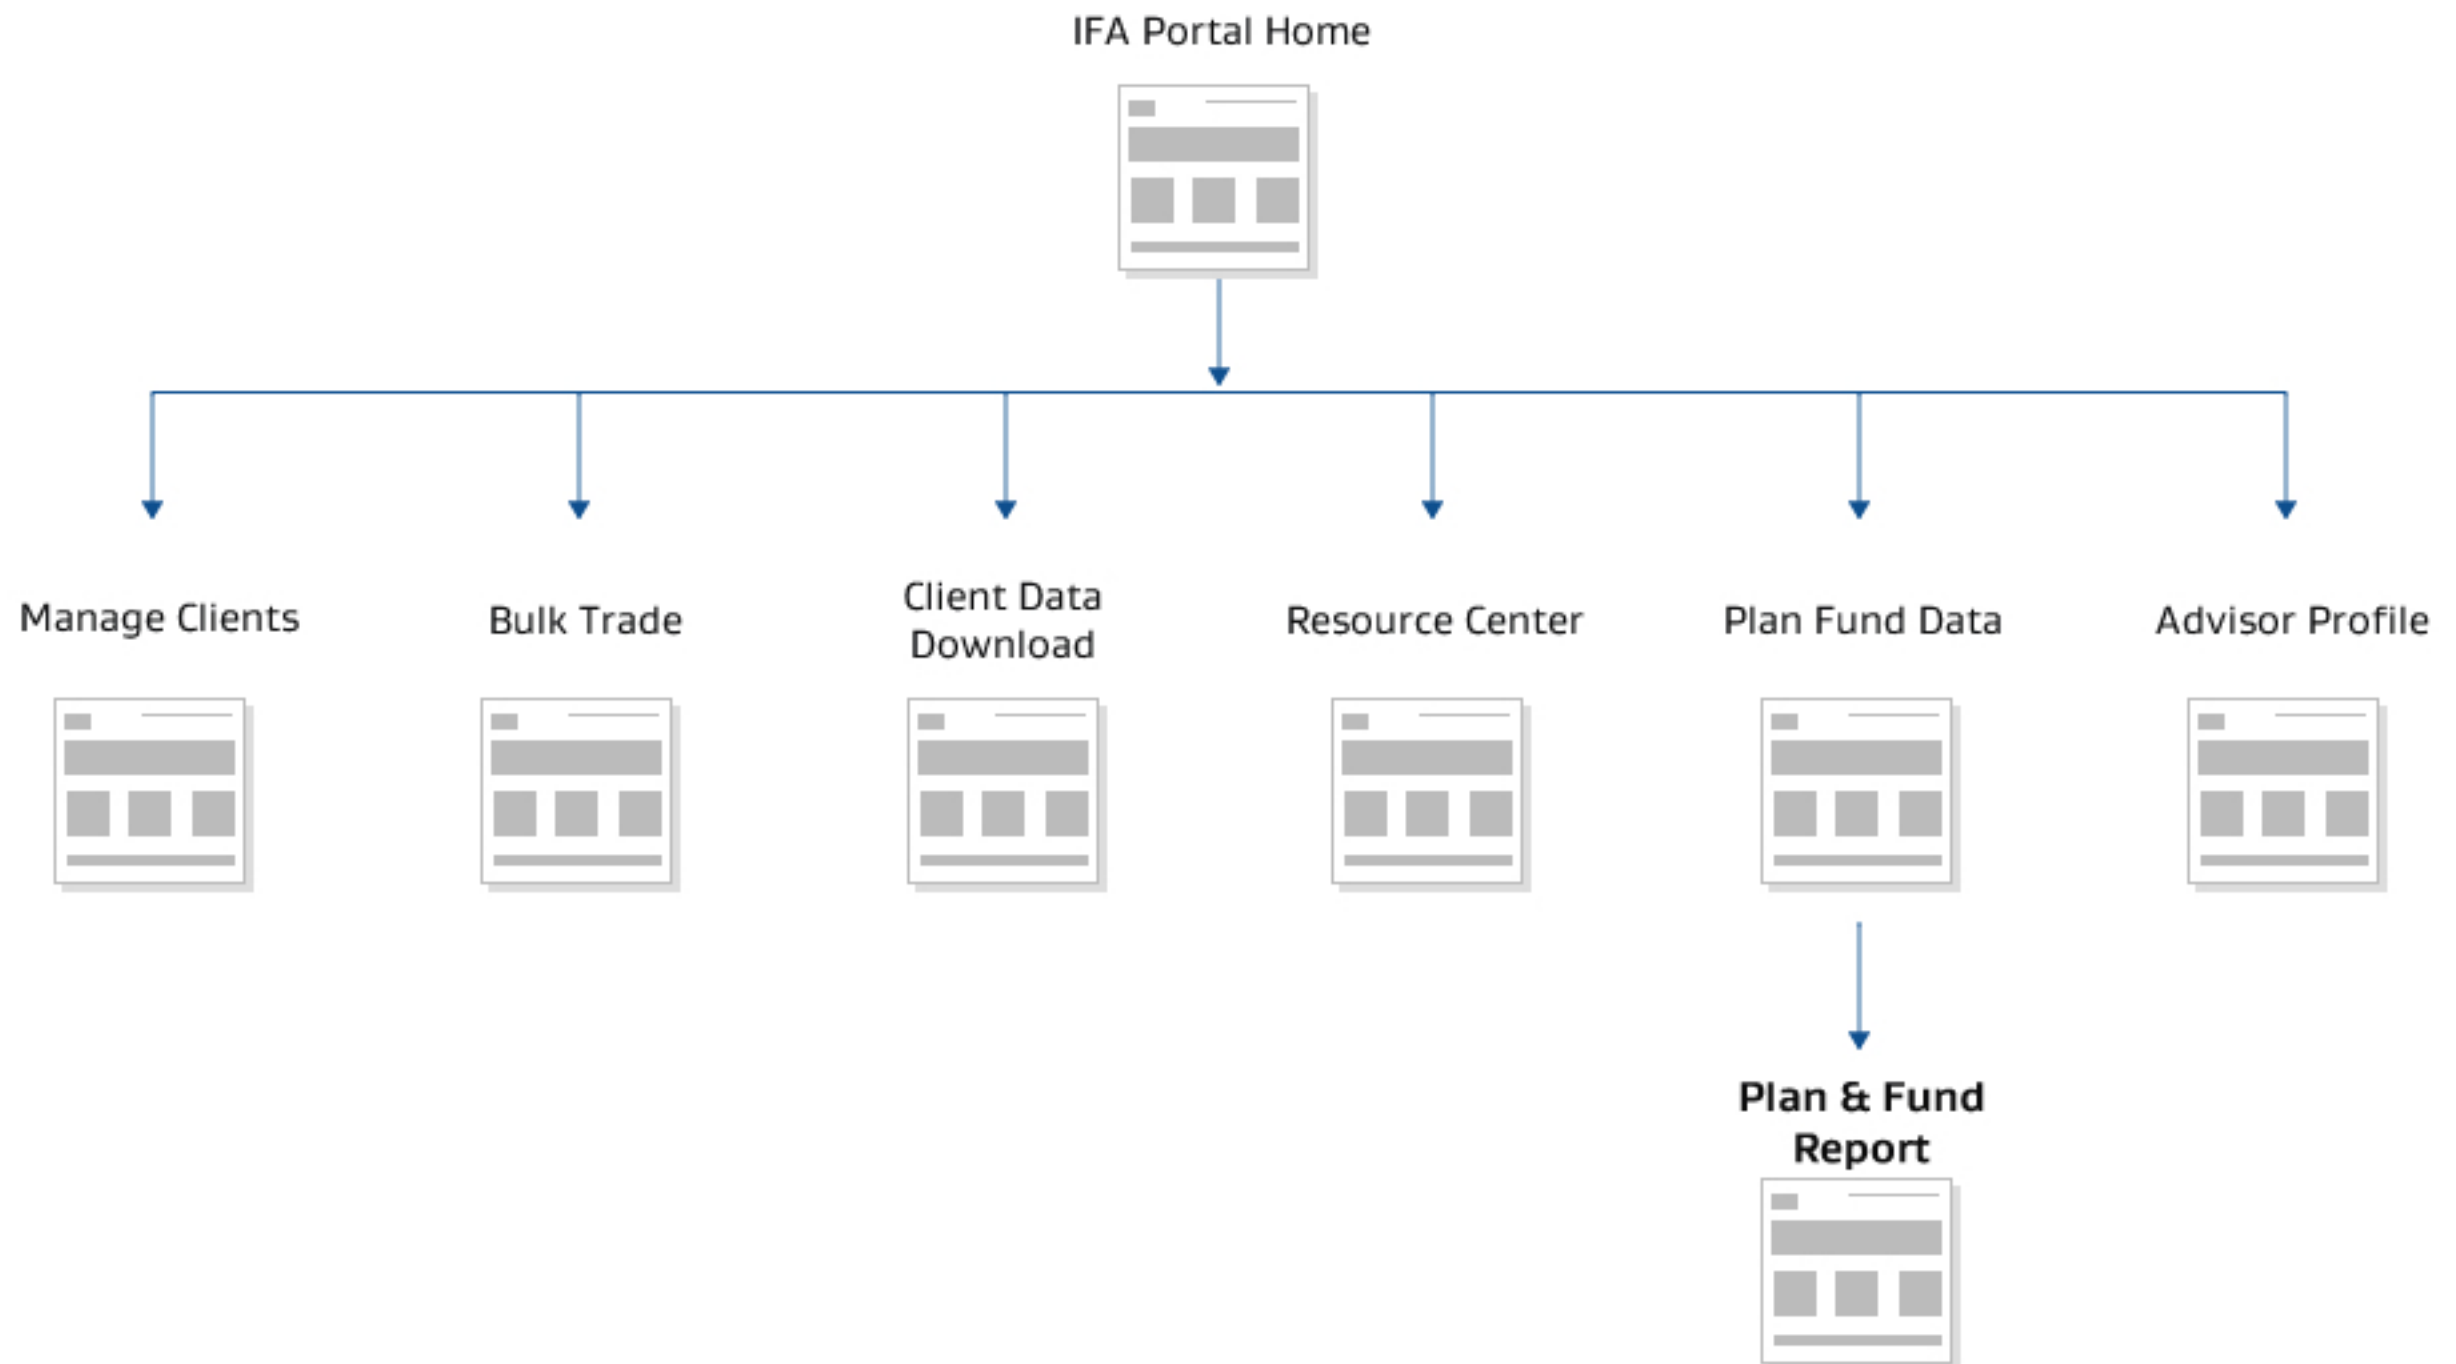 IFA Portal Home
Manage Clients
Bulk Trade
Client Data
Download
Resource Center
Plan Fund Data
Advisor Profile
Plan & Fund
Report